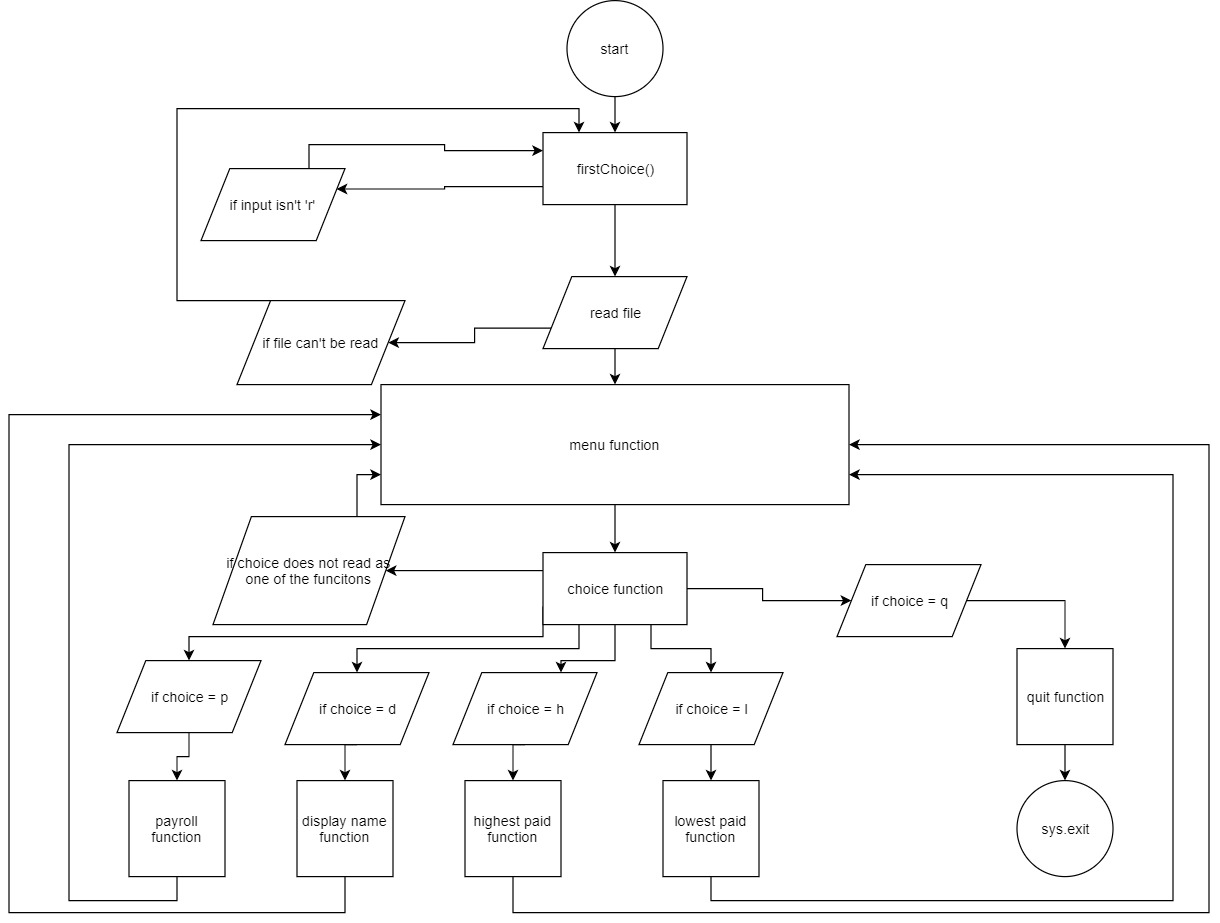 start
firstChoice()
if input isn't 'r'
read file
if file can't be read
menu function
if choice does not read as
one of the funcitons
choice function
if choice = q
if choice = p
if choice = d
if choice = h
if choice = l
quit function
payroll
function
display name
function
highest paid
function
lowest paid
function
sys.exit